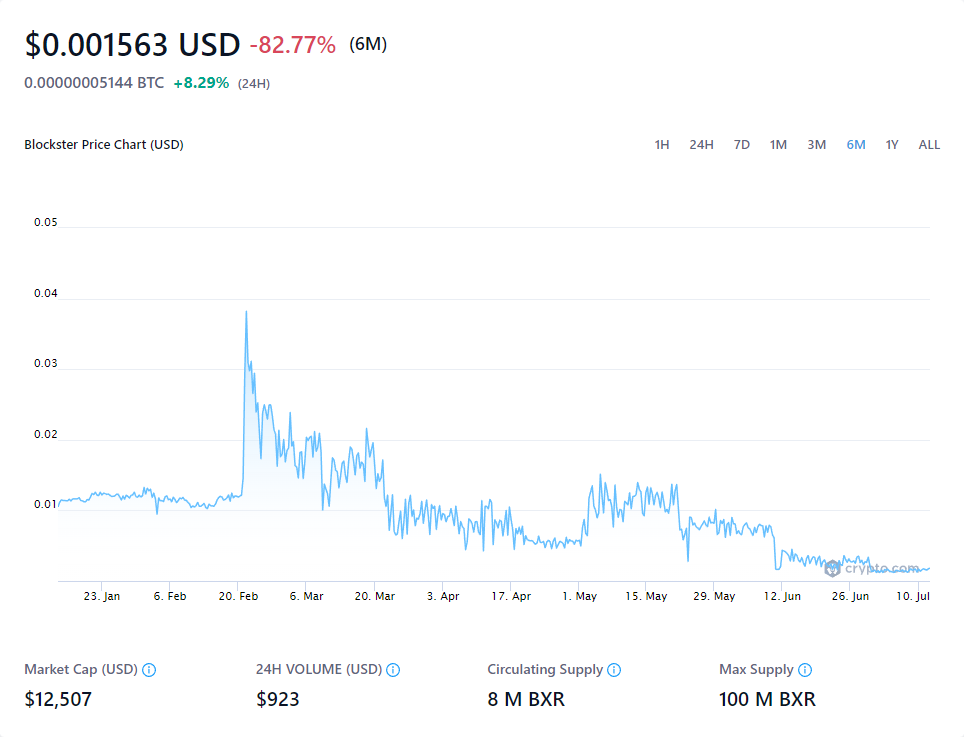 $0.001563 USD -82.77% (6M)
0.00000005144 BTC +8.29% (24H)
Blockster Price Chart (USD) 1H 24H 7D 1M 3M 6M 1Y ALL
0.05
0.04
0.03
0.02
0.01
crypto.com
23. Jan 6. Feb 20. Feb 6. Mar 20. Mar 3. Apr 17. Apr 1. May 15. May 29. May 12. Jun 26. Jun 10. Jul
Market Cap (USD) 24H VOLUME (USD) Circulating Supply Max Supply
$12,507 $923 8 M BXR 100 M BXR